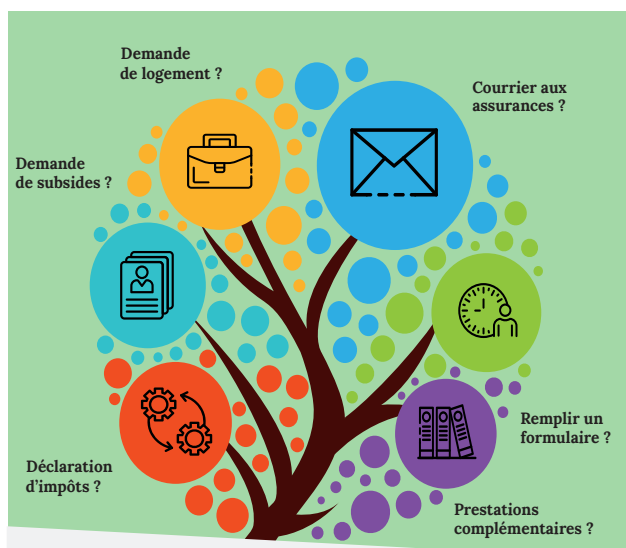 Demande
de logement ?
Courrier aux
assurances ?
Demande
de subsides ?
Remplir un
formulaire ?
Déclaration
d'impôts ?
Prestations
complémentaires ?